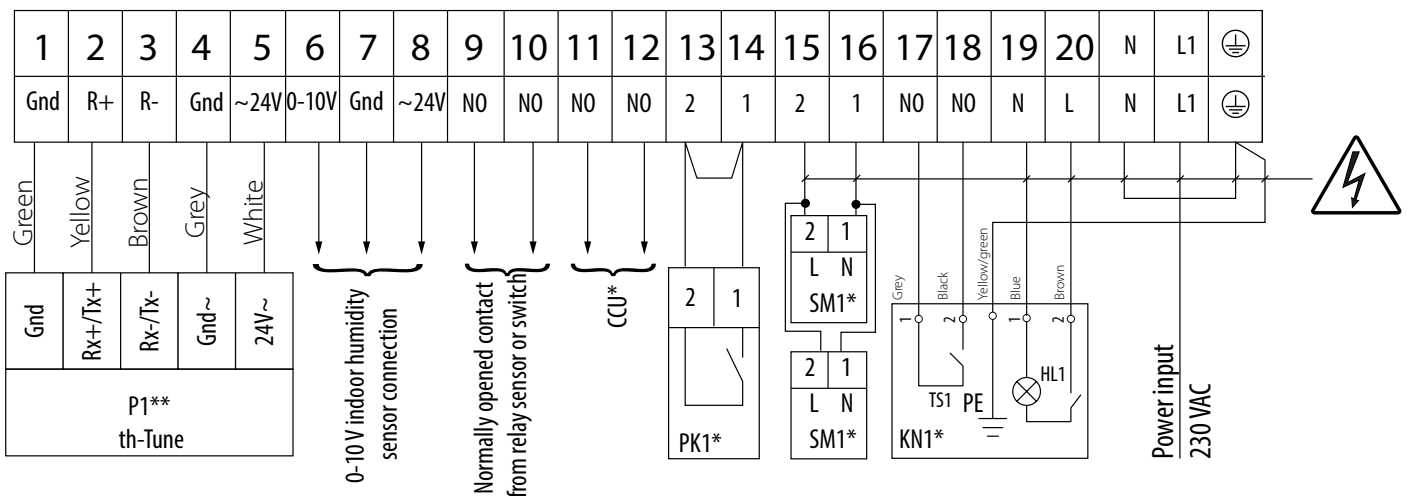 1 2 3 4 5 6 7 8 9 10 11 12 13 14 15 16 17 18 19 20 N L1
Gnd R+ R- Gnd ~24V 0-10V Gnd ~24V NO NO NO NO 2 1 2 1 NO NO N L N L1
Green
Yellow
Brown
Grey
White
Gnd
Rx+/Tx+
Rx-/Tx-
Gnd~
24V~
P1**
th-Tune
0-10 V indoor humidity
sensor connection
Normally opened contact
from relay sensor or switch
CCU*
2 1
PK1*
2 1
L N
SM1*
2 1
L N
SM1*
Grey
Black
Yellow/green
Blue
Brown
1 2 1 2
TS1
PE
HL1
KN1*
Power input
230 VAC